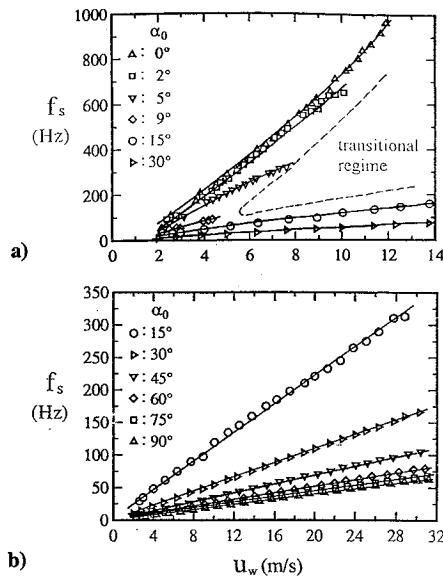 1000
800
600
400
200
0
f_s
(Hz)
α₀
△ : 0°
□ : 2°
▽ : 5°
◇ : 9°
○ : 15°
▷ : 30°
transitional
regime
0 2 4 6 8 10 12 14
a)
350
300
250
200
150
100
50
0
f_s
(Hz)
α₀
○ : 15°
▷ : 30°
▽ : 45°
◇ : 60°
□ : 75°
△ : 90°
0 4 8 12 16 20 24 28 32
u_w (m/s)
b)